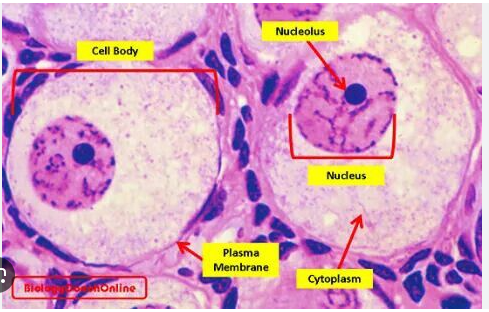 Nucleolus
Cell Body
Nucleus
Plasma
Membrane
Cytoplasm